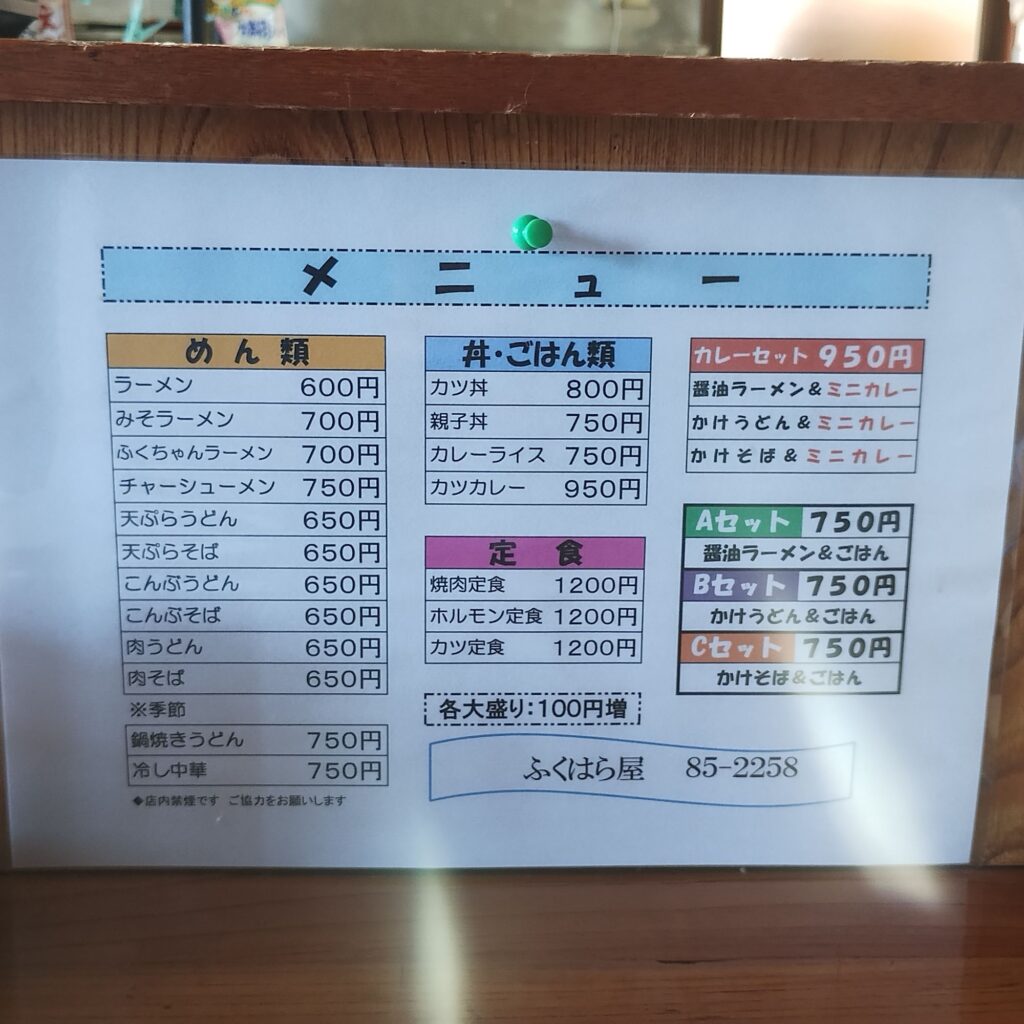 メニュー
めん類
ラーメン 600円
みそラーメン 700円
ふくちゃんラーメン 700円
チャーシューメン 750円
天ぷらうどん 650円
天ぷらそば 650円
こんぶうどん 650円
こんぶそば 650円
肉うどん 650円
肉そば 650円
※季節
鍋焼きうどん 750円
冷し中華 750円
◆店内禁煙です ご協力をお願いします
丼・ごはん類
カツ丼 800円
親子丼 750円
カレーライス 750円
カツカレー 950円
定食
焼肉定食 1200円
ホルモン定食 1200円
カツ定食 1200円
各大盛り:100円増
カレーセット 950円
醤油ラーメン&ミニカレー
かけうどん&ミニカレー
かけそば&ミニカレー
Aセット 750円
醤油ラーメン&ごはん
Bセット 750円
かけうどん&ごはん
Cセット 750円
かけそば&ごはん
ふくはら屋 85-2258